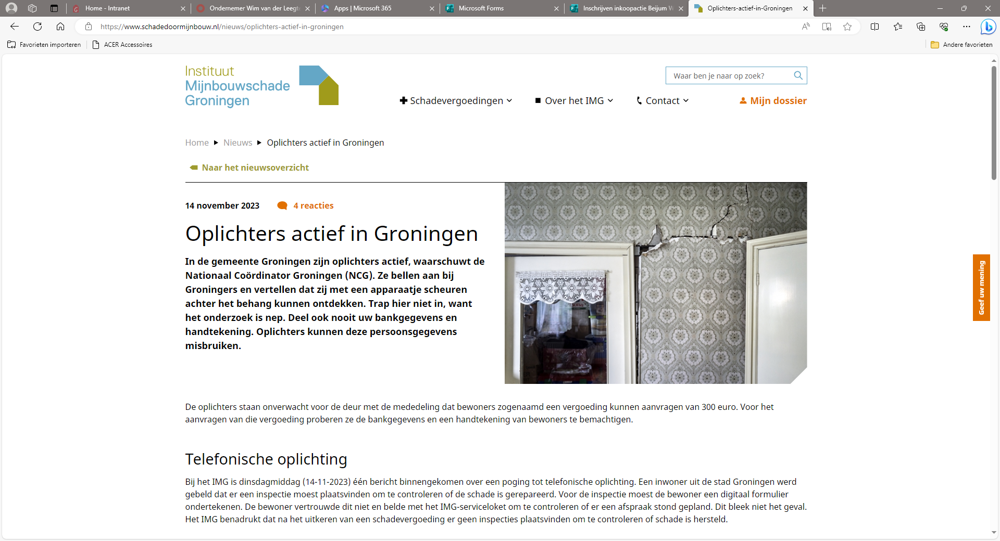 Home - Intranet
Ondernemer Wim van der Leegte
Apps | Microsoft 365
Microsoft Forms
Inschrijven inkoopactie Beijum W
Oplichters-actief-in-Groningen
https://www.schadedoormijnbouw.nl/nieuws/oplichters-actief-in-groningen
Favorieten importeren
ACER Accessoires
Andere favorieten
Instituut
Mijnbouwschade
Groningen
Waar ben je naar op zoek?
Schadevergoedingen
Over het IMG
Contact
Mijn dossier
Home
Nieuws
Oplichters actief in Groningen
Naar het nieuwsoverzicht
14 november 2023
4 reacties
Oplichters actief in Groningen
In de gemeente Groningen zijn oplichters actief, waarschuwt de
Nationaal Coördinator Groningen (NCG). Ze bellen aan bij
Groningers en vertellen dat zij met een apparaatje scheuren
achter het behang kunnen ontdekken. Trap hier niet in, want
het onderzoek is nep. Deel ook nooit uw bankgegevens en
handtekening. Oplichters kunnen deze persoonsgegevens
misbruiken.
Geef uw mening
De oplichters staan onverwacht voor de deur met de mededeling dat bewoners zogenaamd een vergoeding kunnen aanvragen van 300 euro. Voor het
aanvragen van die vergoeding proberen ze de bankgegevens en een handtekening van bewoners te bemachtigen.
Telefonische oplichting
Bij het IMG is dinsdagmiddag (14-11-2023) één bericht binnengekomen over een poging tot telefonische oplichting. Een inwoner uit de stad Groningen werd
gebeld dat er een inspectie moest plaatsvinden om te controleren of de schade is gerepareerd. Voor de inspectie moest de bewoner een digitaal formulier
ondertekenen. De bewoner vertrouwde dit niet en belde met het IMG-serviceloket om te controleren of er een afspraak stond gepland. Dit bleek niet het geval.
Het IMG benadrukt dat na het uitkeren van een schadevergoeding er geen inspecties plaatsvinden om te controleren of schade is hersteld.